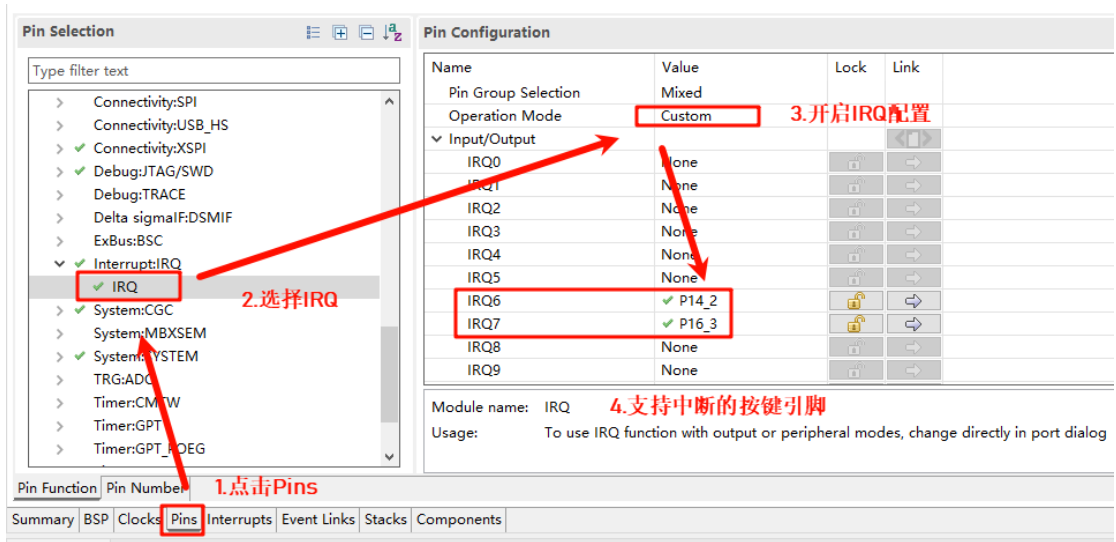 Pin Selection
Type filter text
Connectivity:SPI
Connectivity:USB_HS
Connectivity:XSPI
Debug:JTAG/SWD
Debug:TRACE
Delta sigmaIF:DSMIF
ExBus:BSC
Interrupt:IRQ
IRQ
2.选择IRQ
System:CGC
System:MBXSEM
System:SYSTEM
TRG:ADC
Timer:CMTW
Timer:GPT
Timer:GPT_POEG
Pin Function Pin Number
1.点击Pins
Pin Configuration
Name Value Lock Link
Pin Group Selection Mixed
Operation Mode Custom
3.开启IRQ配置
Input/Output
IRQ0 None
IRQ1 None
IRQ2 None
IRQ3 None
IRQ4 None
IRQ5 None
IRQ6 P14_2
IRQ7 P16_3
IRQ8 None
IRQ9 None
Module name: IRQ
4.支持中断的按键引脚
Usage: To use IRQ function with output or peripheral modes, change directly in port dialog
Summary BSP Clocks Pins Interrupts Event Links Stacks Components